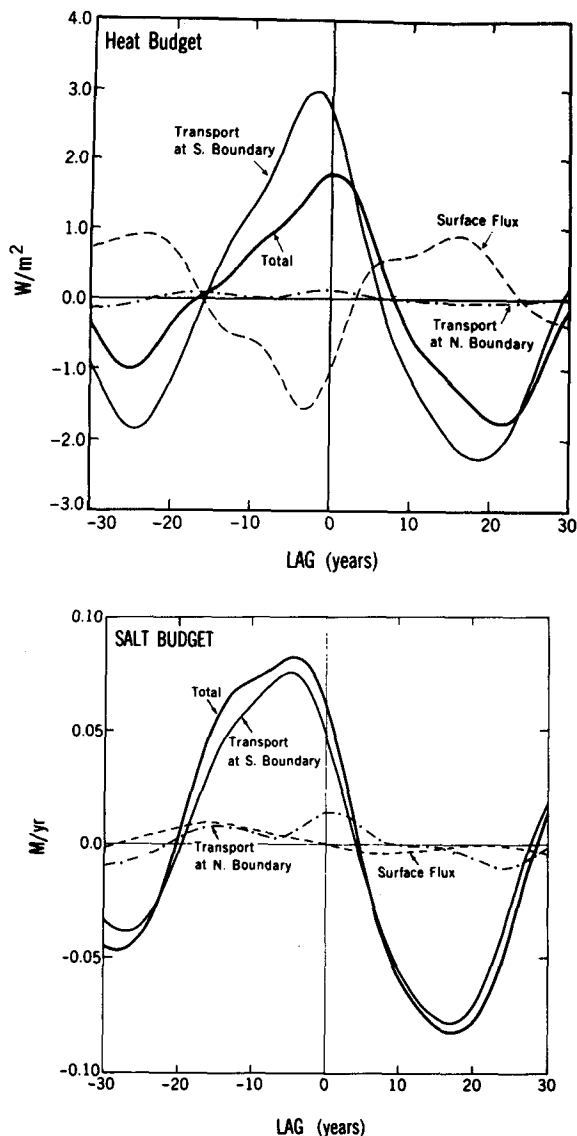 Heat Budget
4.0
3.0
2.0
1.0
0.0
-1.0
-2.0
-3.0
W/m²
Transport
at S. Boundary
Total
Surface
Flux
Transport
at N. Boundary
-30
-20
-10
0
10
20
30
LAG (years)
SALT BUDGET
0.10
0.05
0.0
-0.05
-0.10
M/yr
Total
Transport
at S. Boundary
Transport
at N. Boundary
Surface Flux
-30
-20
-10
0
10
20
30
LAG (years)